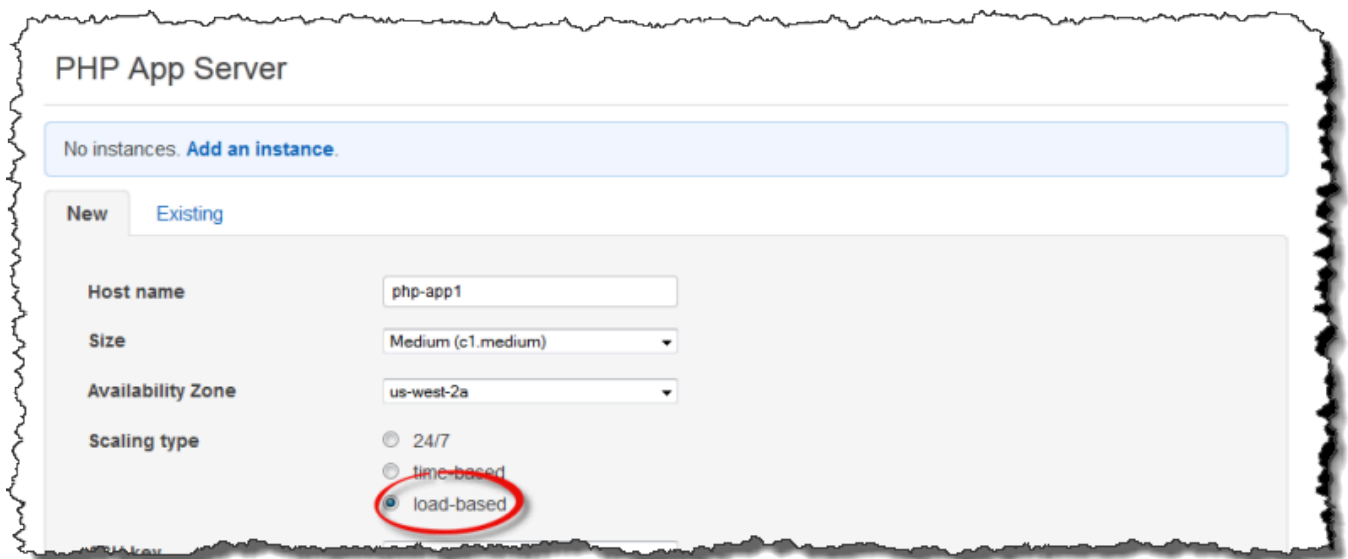 PHP App Server
No instances. Add an instance.
New Existing
Host name php-app1
Size Medium (c1.medium)
Availability Zone us-west-2a
Scaling type 24/7
time-based
load-based
key